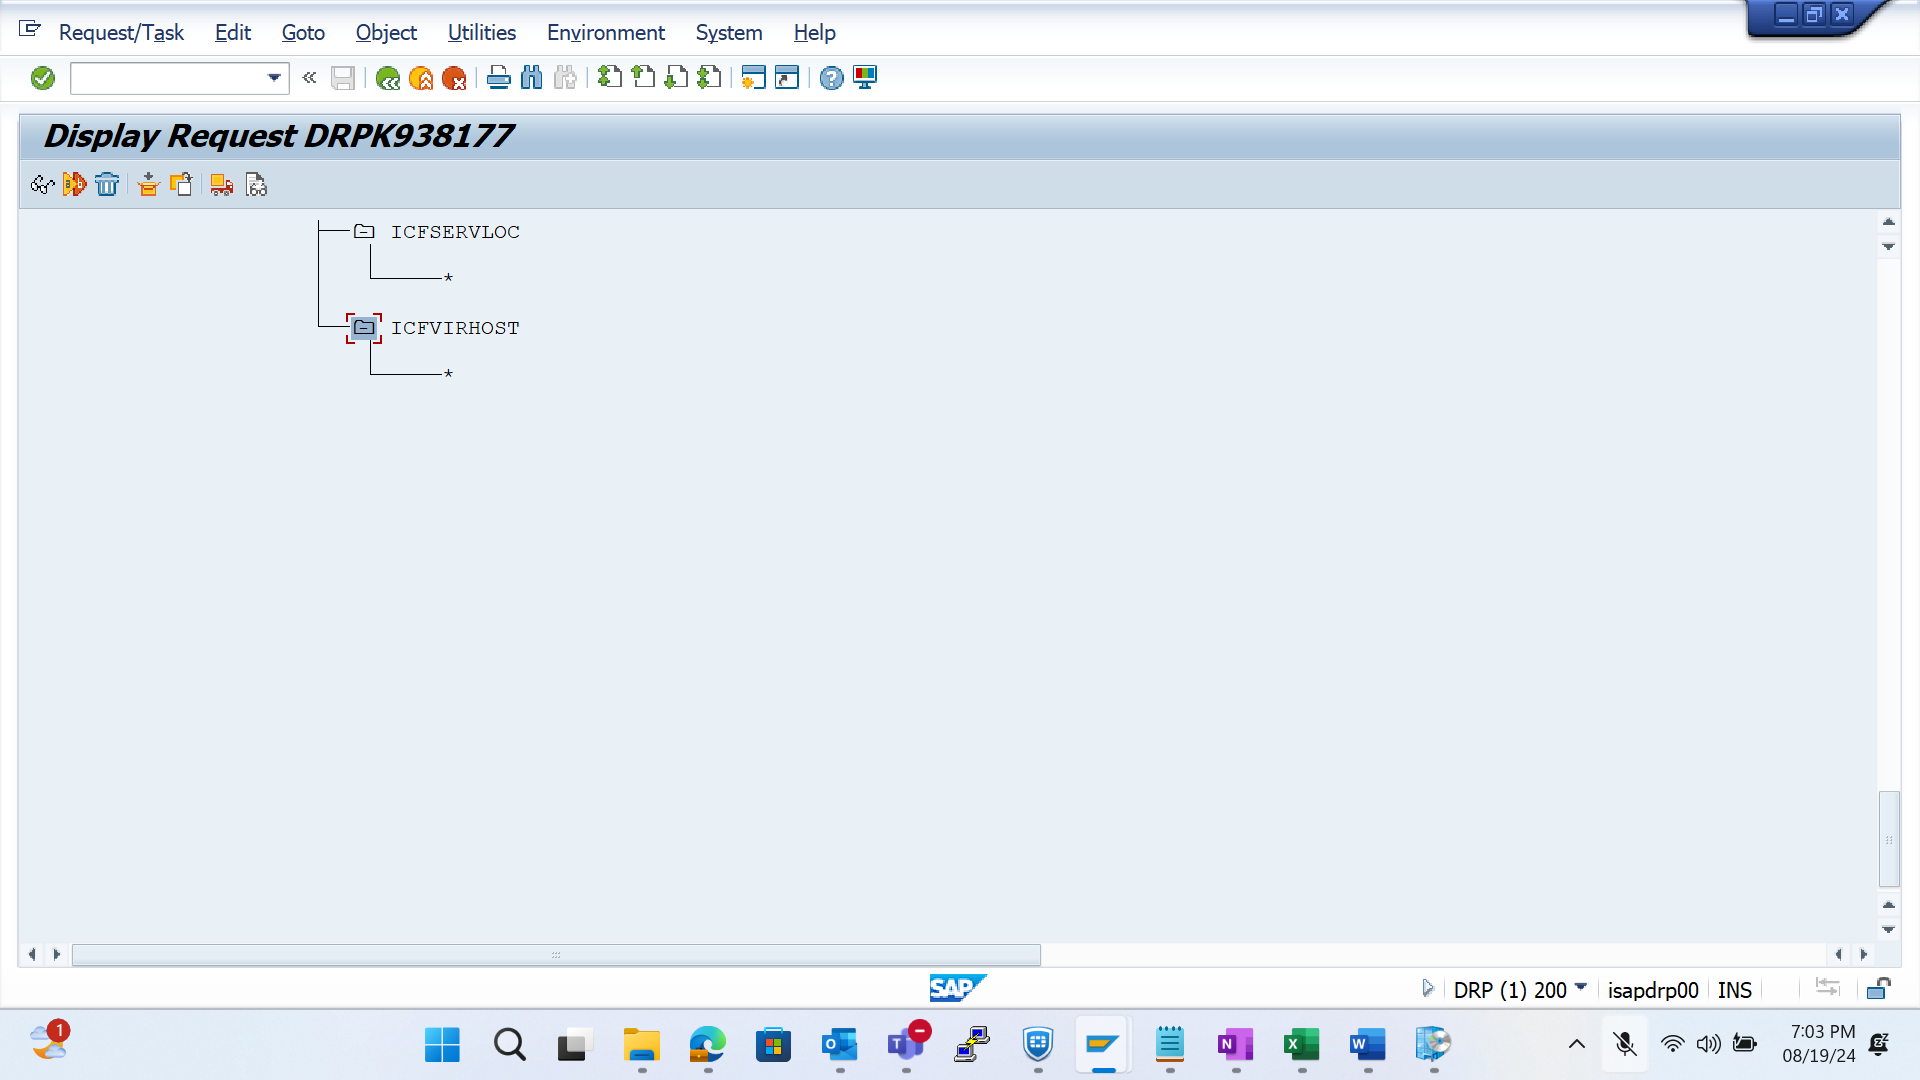 Request/Task Edit Goto Object Utilities Environment System Help
Display Request DRPK938177
ICFSERVLOC
*
ICFVIRHOST
*
SAP
DRP (1) 200 isapdrp00 INS
1
7:03 PM
08/19/24